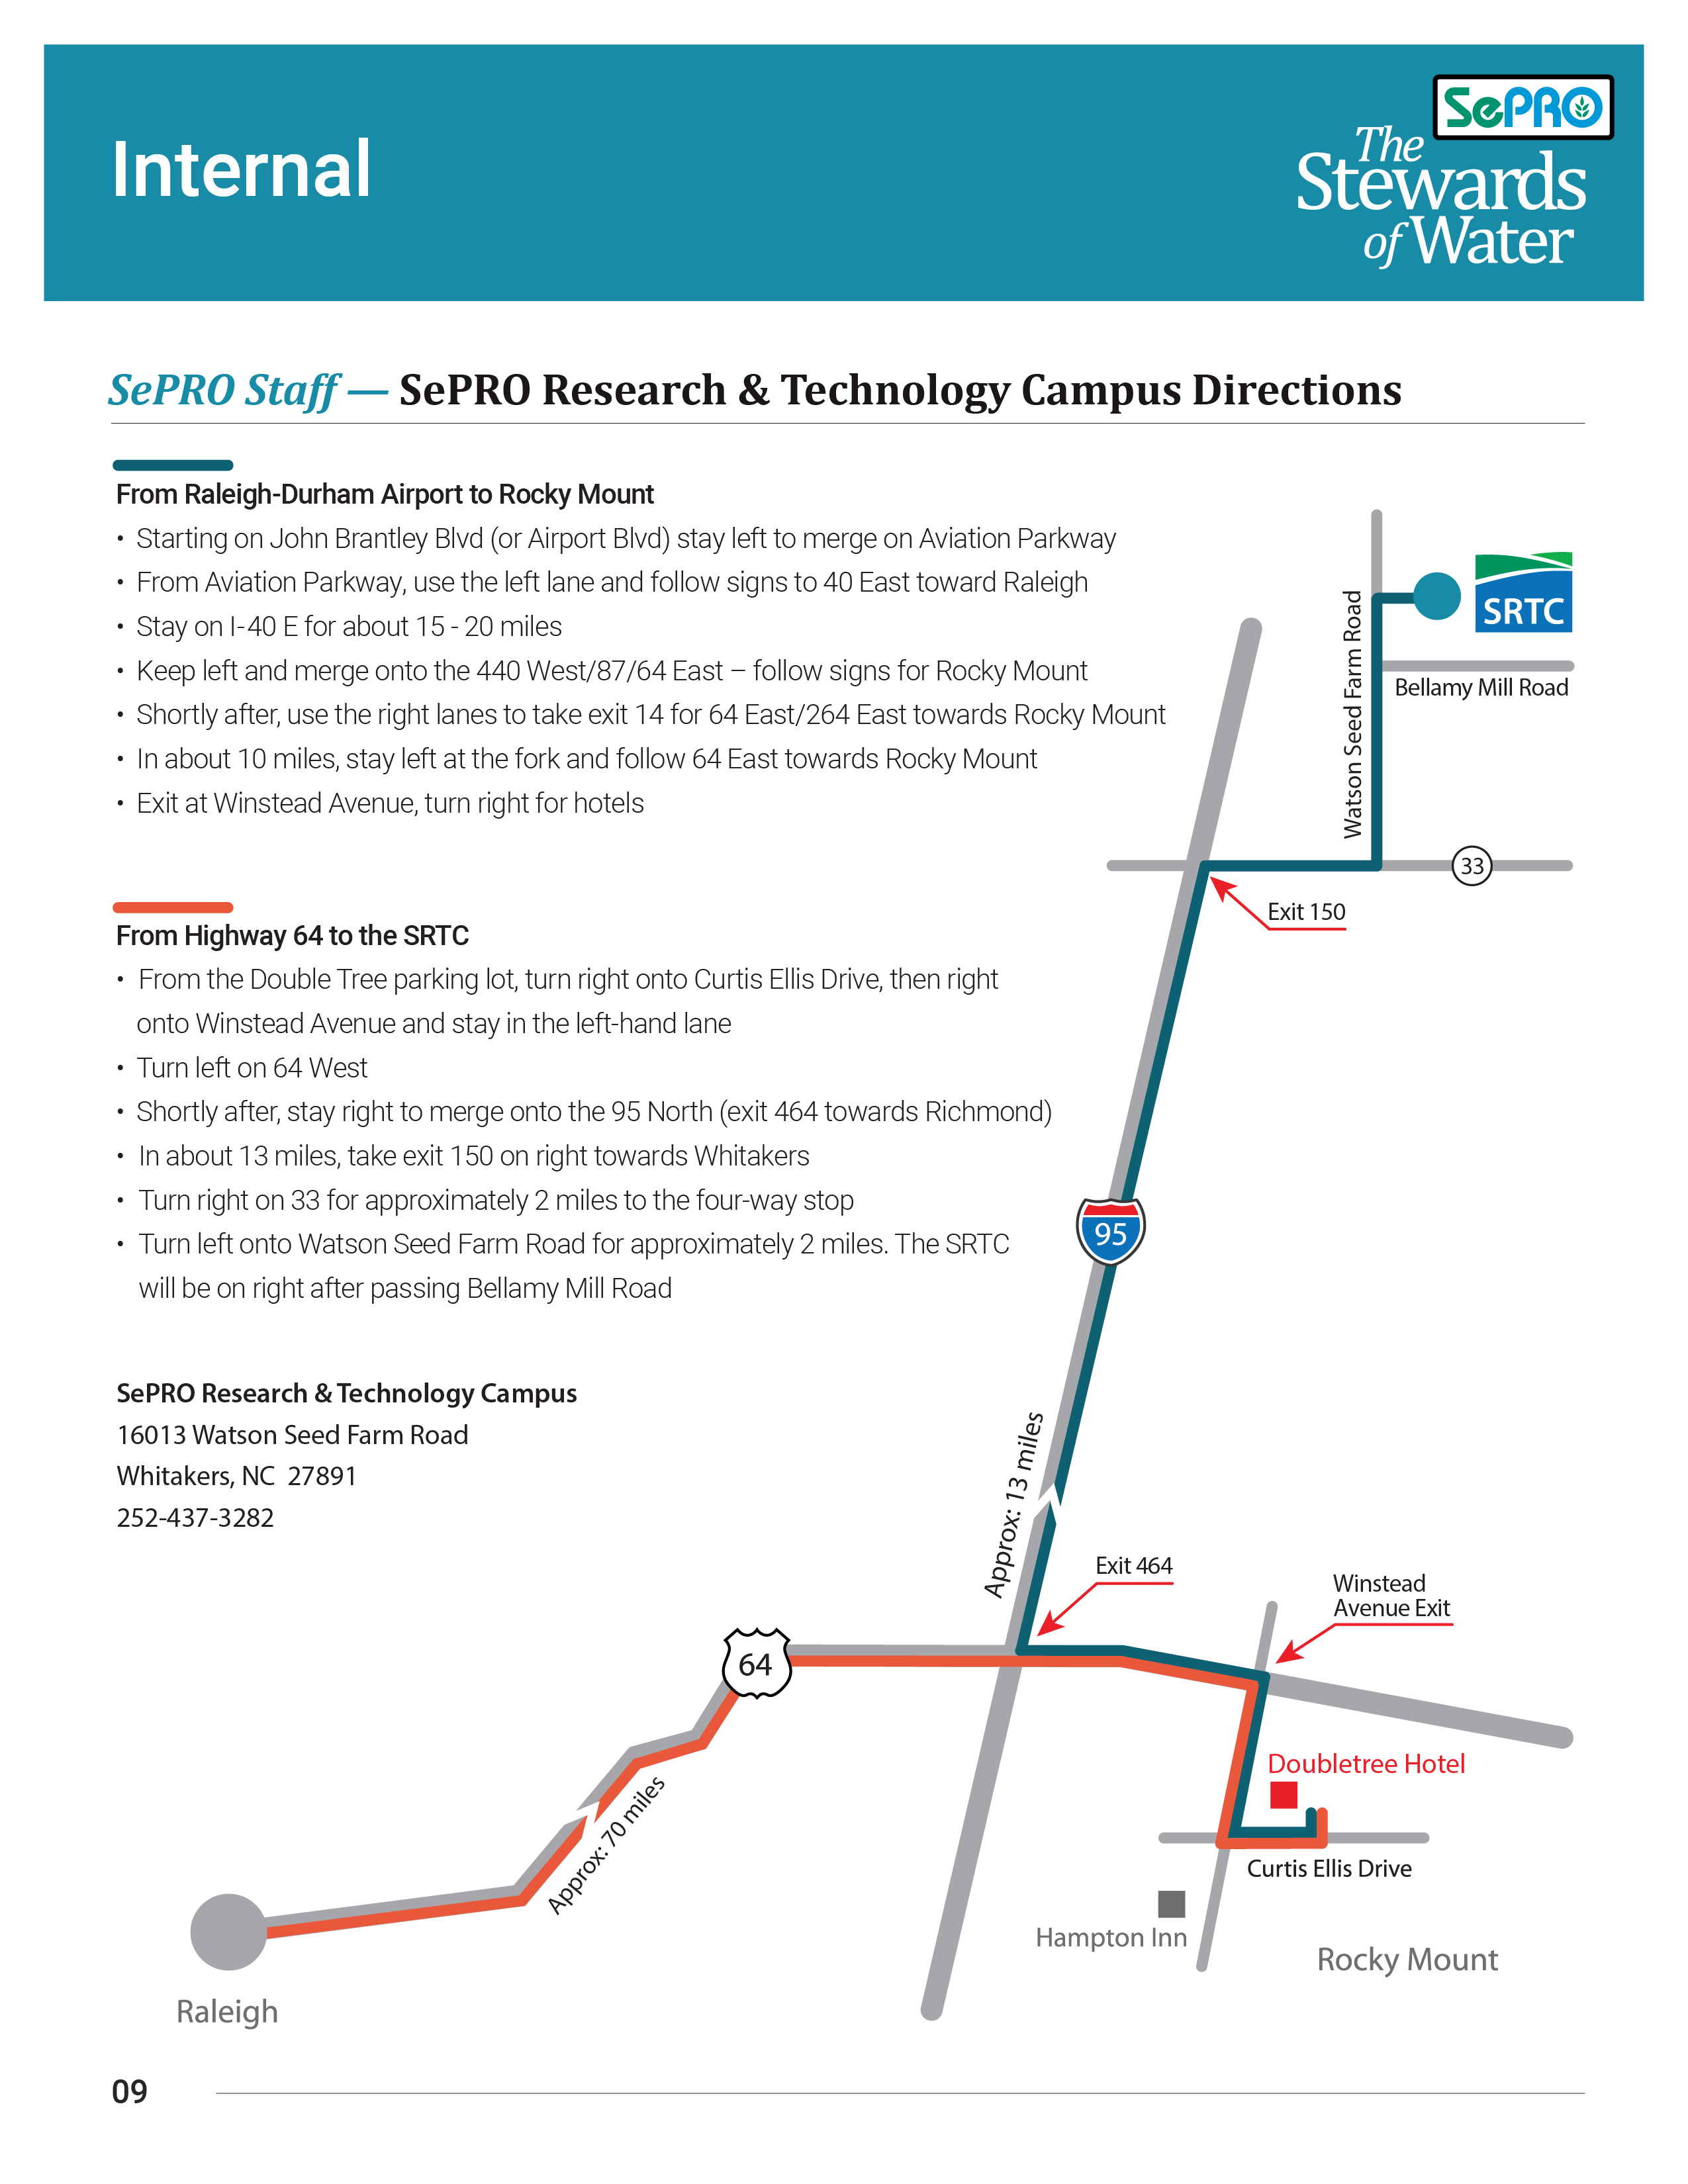 Internal
SePRO
The
Stewards
of Water
SePRO Staff — SePRO Research & Technology Campus Directions
From Raleigh-Durham Airport to Rocky Mount
• Starting on John Brantley Blvd (or Airport Blvd) stay left to merge on Aviation Parkway
• From Aviation Parkway, use the left lane and follow signs to 40 East toward Raleigh
• Stay on I-40 E for about 15 - 20 miles
• Keep left and merge onto the 440 West/87/64 East – follow signs for Rocky Mount
• Shortly after, use the right lanes to take exit 14 for 64 East/264 East towards Rocky Mount
• In about 10 miles, stay left at the fork and follow 64 East towards Rocky Mount
• Exit at Winstead Avenue, turn right for hotels
From Highway 64 to the SRTC
• From the Double Tree parking lot, turn right onto Curtis Ellis Drive, then right
onto Winstead Avenue and stay in the left-hand lane
• Turn left on 64 West
• Shortly after, stay right to merge onto the 95 North (exit 464 towards Richmond)
• In about 13 miles, take exit 150 on right towards Whitakers
• Turn right on 33 for approximately 2 miles to the four-way stop
• Turn left onto Watson Seed Farm Road for approximately 2 miles. The SRTC
will be on right after passing Bellamy Mill Road
SePRO Research & Technology Campus
16013 Watson Seed Farm Road
Whitakers, NC 27891
252-437-3282
SRTC
Watson Seed Farm Road
Bellamy Mill Road
33
Exit 150
95
Approx: 13 miles
Exit 464
Winstead
Avenue Exit
64
Approx: 70 miles
Doubletree Hotel
Curtis Ellis Drive
Hampton Inn
Rocky Mount
Raleigh
09